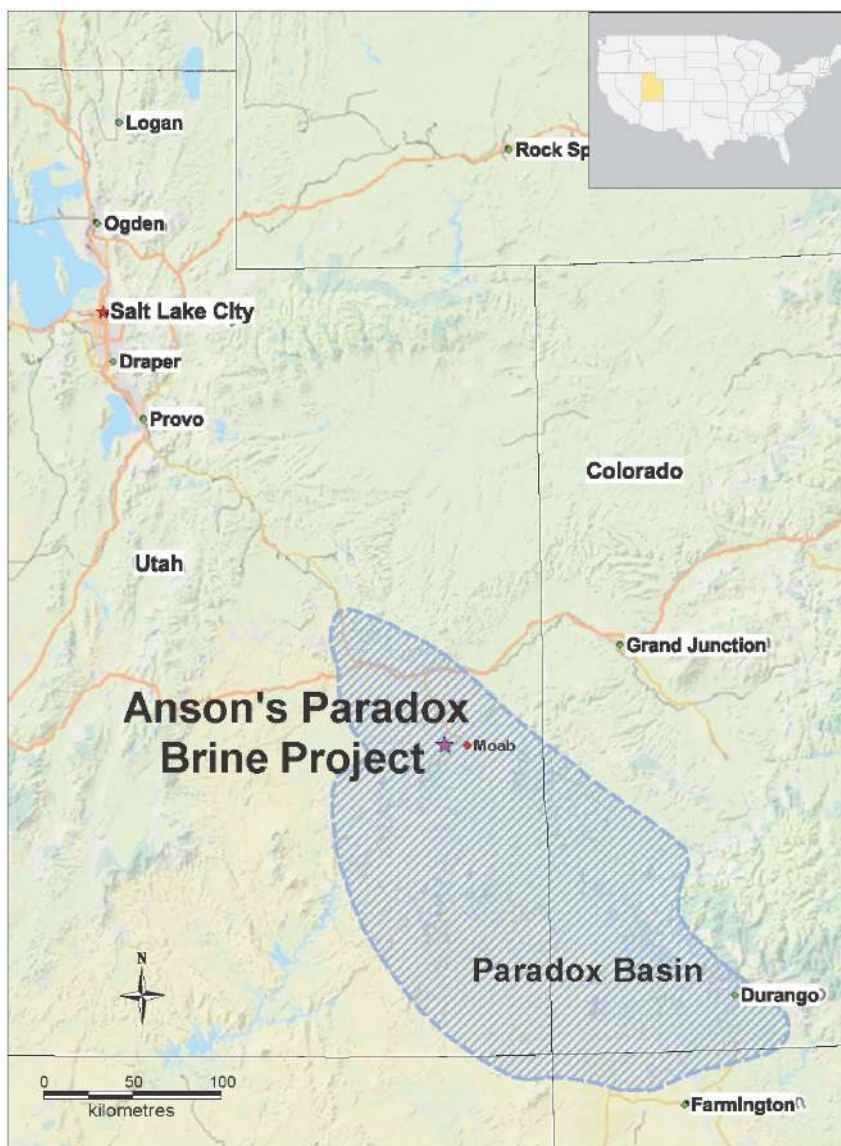 Logan
Rock Sp
Ogden
Salt Lake City
Draper
Provo
Colorado
Utah
Grand Junction
Anson's Paradox
Brine Project
Moab
Paradox Basin
N
Durango
0 50 100
kilometres
Farmington